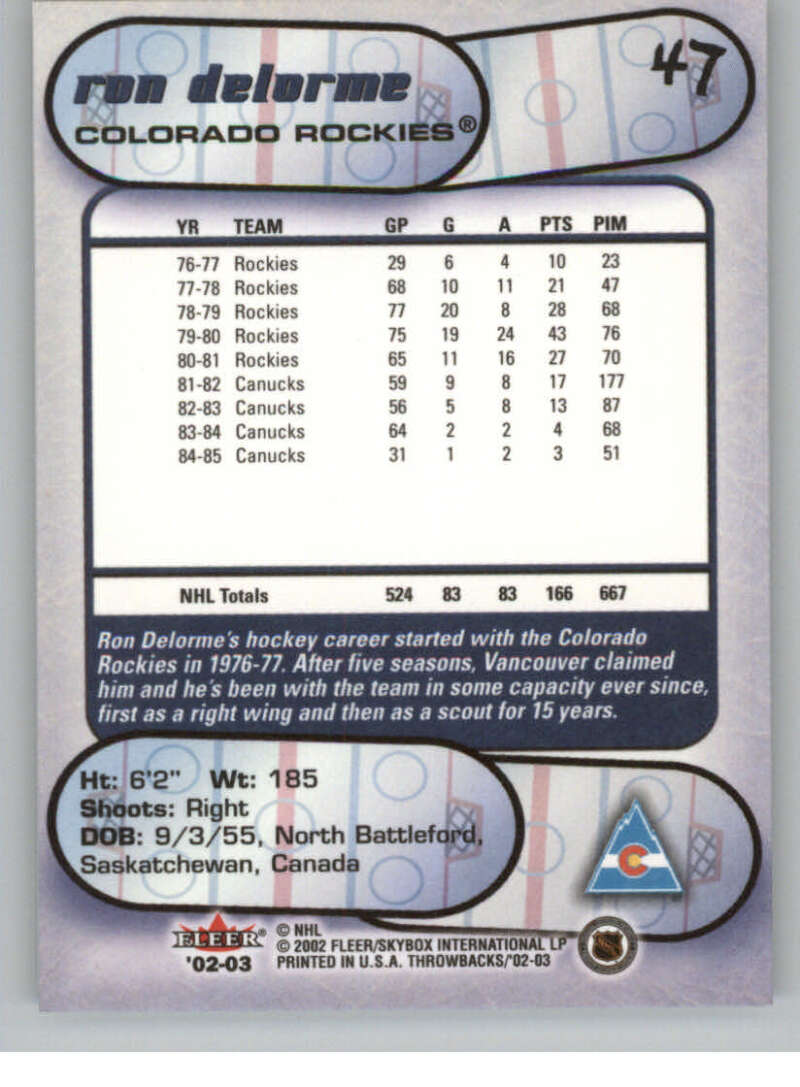 ron delorme
47
COLORADO ROCKIES®
YR TEAM GP G A PTS PIM
76-77 Rockies 29 6 4 10 23
77-78 Rockies 68 10 11 21 47
78-79 Rockies 77 20 8 28 68
79-80 Rockies 75 19 24 43 76
80-81 Rockies 65 11 16 27 70
81-82 Canucks 59 9 8 17 177
82-83 Canucks 56 5 8 13 87
83-84 Canucks 64 2 2 4 68
84-85 Canucks 31 1 2 3 51
NHL Totals 524 83 83 166 667
Ron Delorme's hockey career started with the Colorado
Rockies in 1976-77. After five seasons, Vancouver claimed
him and he's been with the team in some capacity ever since,
first as a right wing and then as a scout for 15 years.
Ht: 6'2" Wt: 185
Shoots: Right
DOB: 9/3/55, North Battleford,
Saskatchewan, Canada
C
FLEER®
'02-03
© NHL
© 2002 FLEER/SKYBOX INTERNATIONAL LP
PRINTED IN U.S.A. THROWBACKS/'02-03